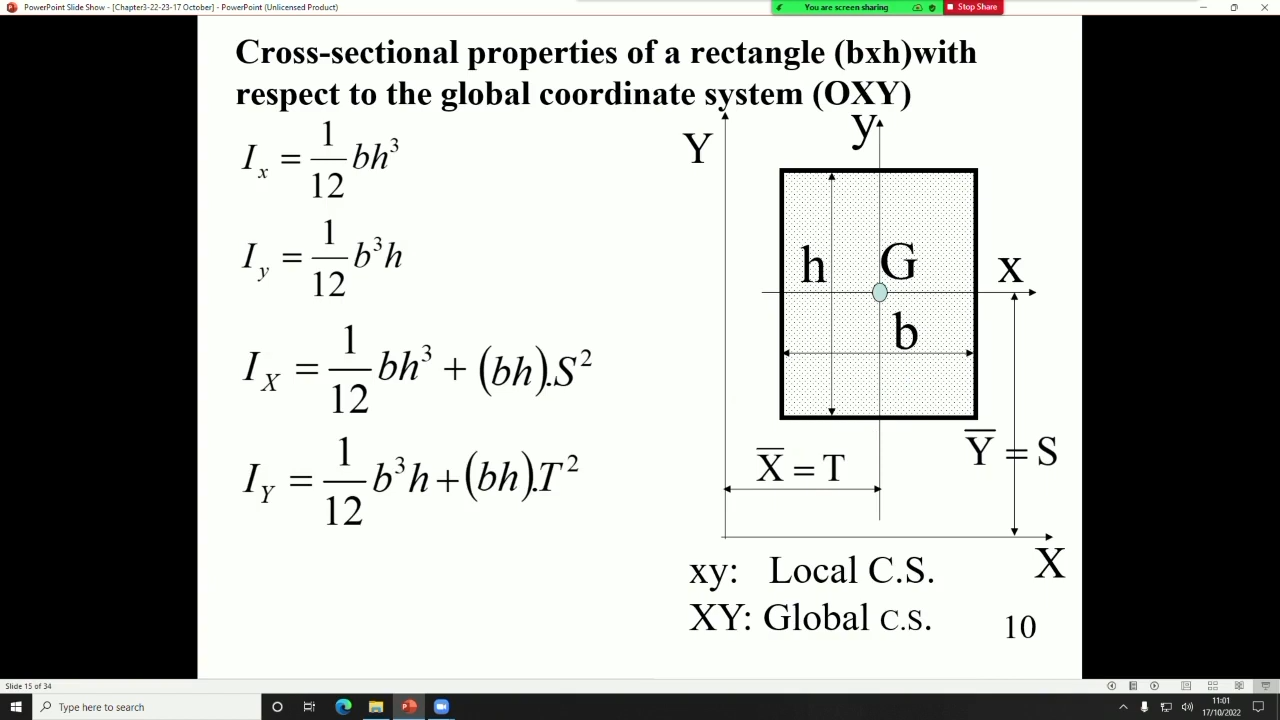 PowerPoint Slide Show - [Chapter3-22-23-17 October] - PowerPoint (Unlicensed Product)
You are screen sharing
Stop Share
Cross-sectional properties of a rectangle (bxh)with
respect to the global coordinate system (OXY)
I_x = 1/12 bh^3
I_y = 1/12 b^3h
I_X = 1/12 bh^3 + (bh).S^2
I_Y = 1/12 b^3h+(bh).T^2
Y
y
h
G
x
b
X̅ = T
Y̅ = S
X
xy: Local C.S.
XY: Global C.S.
10
Slide 15 of 34
Type here to search
11:01
17/10/2022